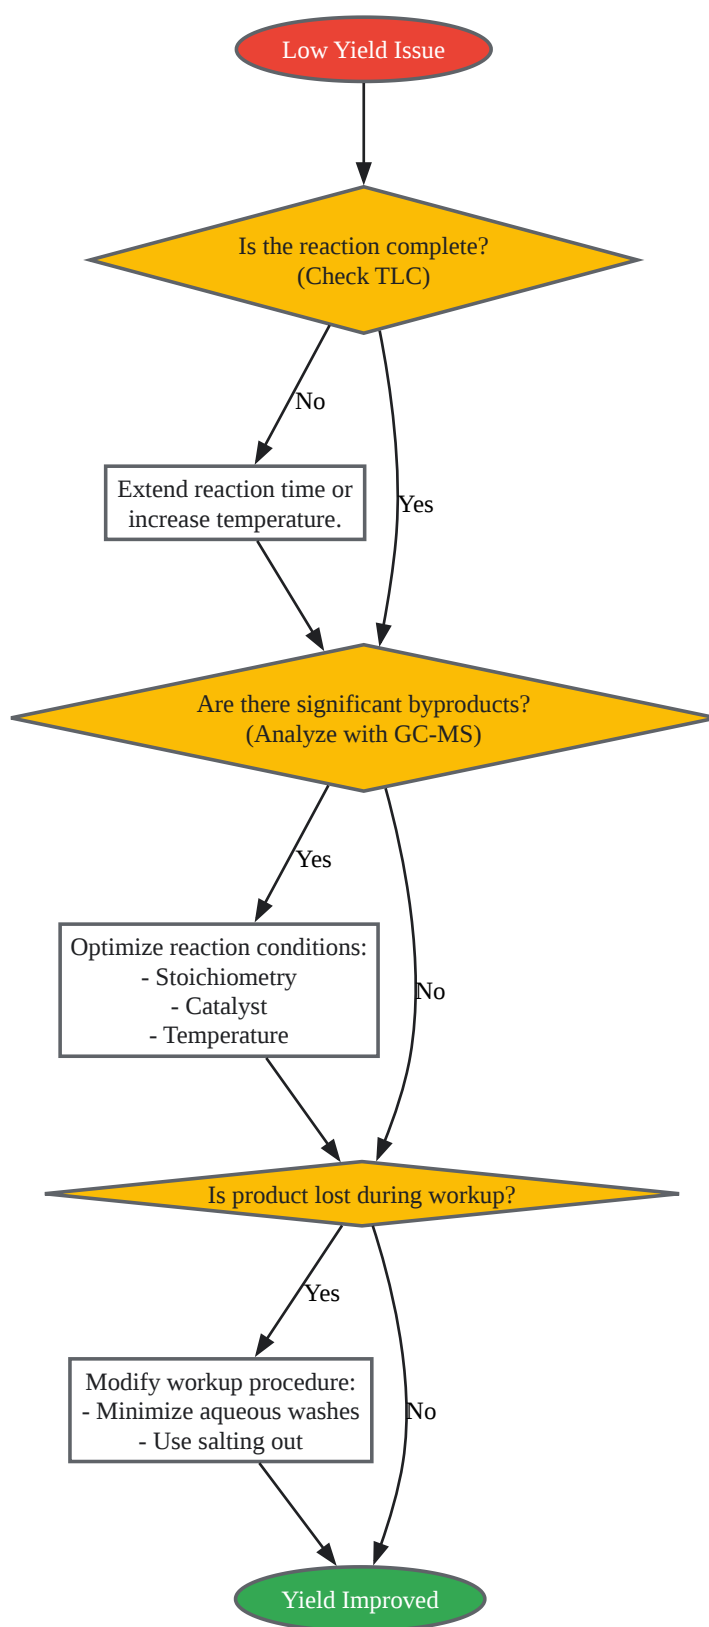 Low Yield Issue
Is the reaction complete?
(Check TLC)
No
Extend reaction time or
increase temperature.
Yes
Are there significant byproducts?
(Analyze with GC-MS)
Yes
Optimize reaction conditions:
- Stoichiometry
- Catalyst
- Temperature
No
Is product lost during workup?
Yes
Modify workup procedure:
- Minimize aqueous washes
- Use salting out
No
Yield Improved